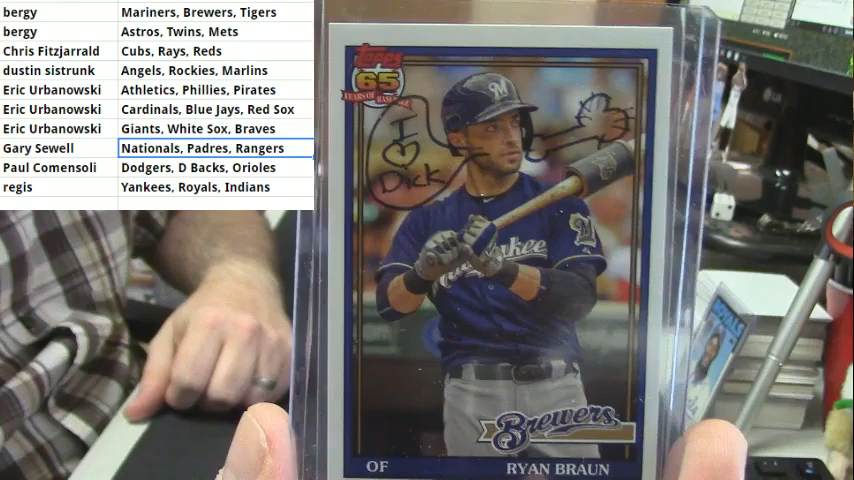 bergy Mariners, Brewers, Tigers
bergy Astros, Twins, Mets
Chris Fitzjarrald Cubs, Rays, Reds
dustin sistrunk Angels, Rockies, Marlins
Eric Urbanowski Athletics, Phillies, Pirates
Eric Urbanowski Cardinals, Blue Jays, Red Sox
Eric Urbanowski Giants, White Sox, Braves
Gary Sewell Nationals, Padres, Rangers
Paul Comensoli Dodgers, D Backs, Orioles
regis Yankees, Royals, Indians
Topps
65
YEARS OF BASEBALL
M
I
Dick
M
Brewers
OF RYAN BRAUN
ROYALS